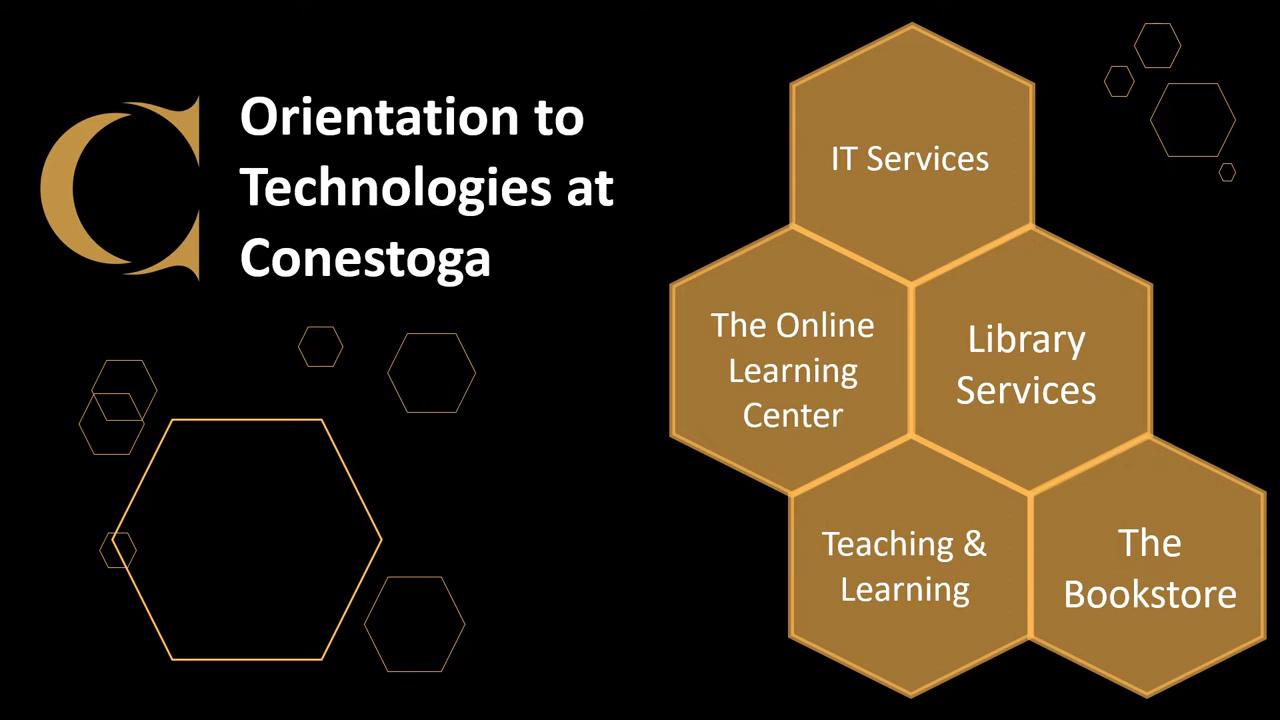 Orientation to
Technologies at
Conestoga
IT Services
The Online
Learning
Center
Library
Services
Teaching &
Learning
The
Bookstore